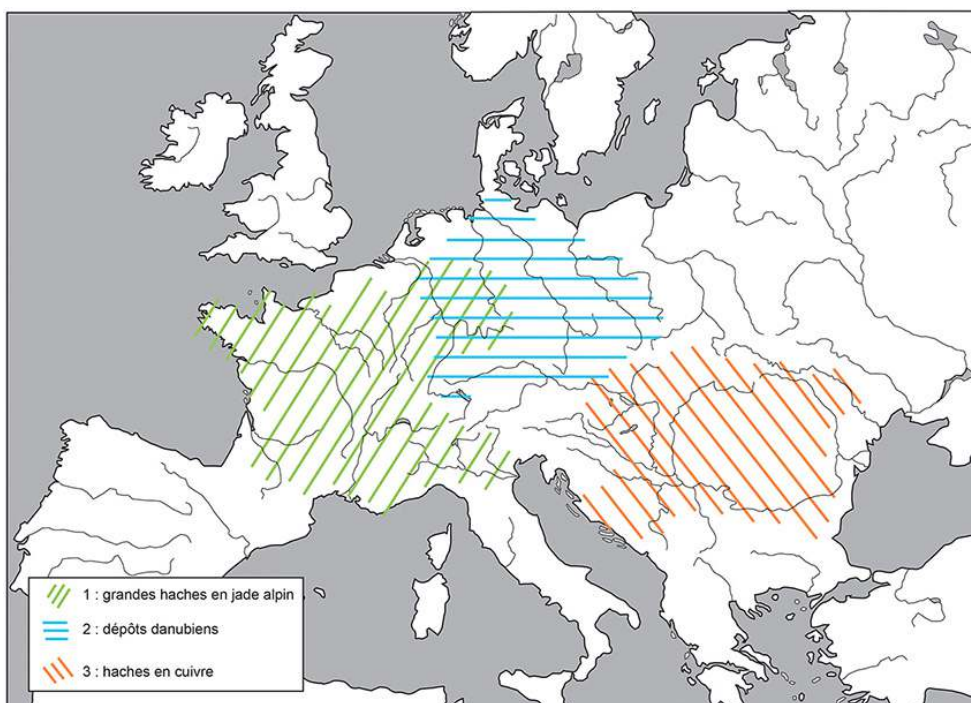 1 : grandes haches en jade alpin
2 : dépôts danubiens
3 : haches en cuivre